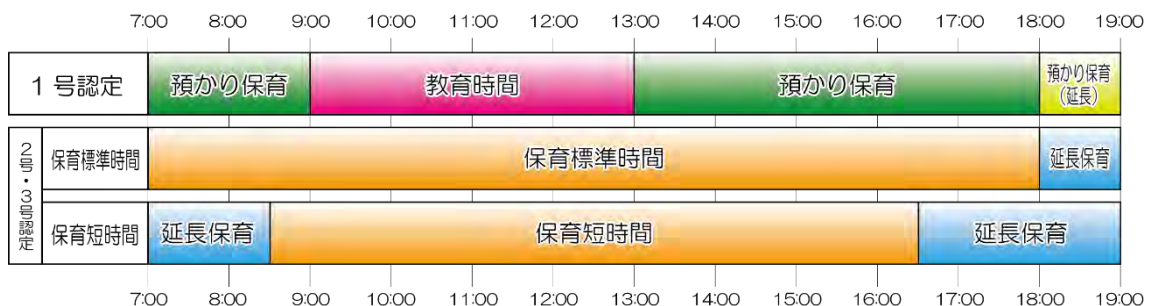 7:00 8:00 9:00 10:00 11:00 12:00 13:00 14:00 15:00 16:00 17:00 18:00 19:00
1号認定 預かり保育 教育時間 預かり保育 預かり保育
(延長)
2号・3号認定
保育標準時間 保育標準時間 延長保育
保育短時間 延長保育 保育短時間 延長保育
7:00 8:00 9:00 10:00 11:00 12:00 13:00 14:00 15:00 16:00 17:00 18:00 19:00